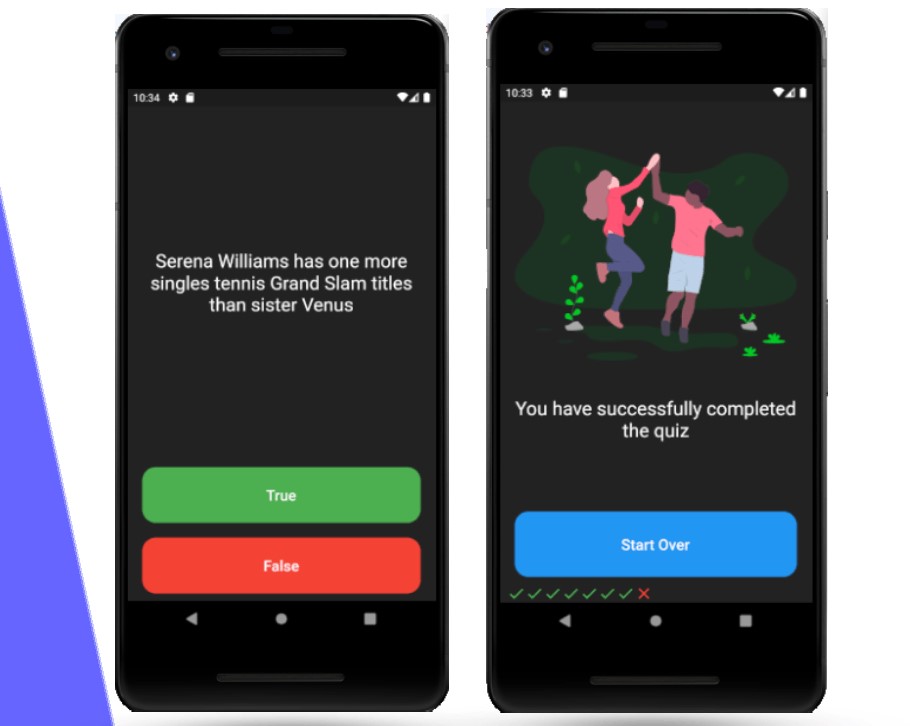 10:34
Serena Williams has one more
singles tennis Grand Slam titles
than sister Venus
True
False
10:33
You have successfully completed
the quiz
Start Over